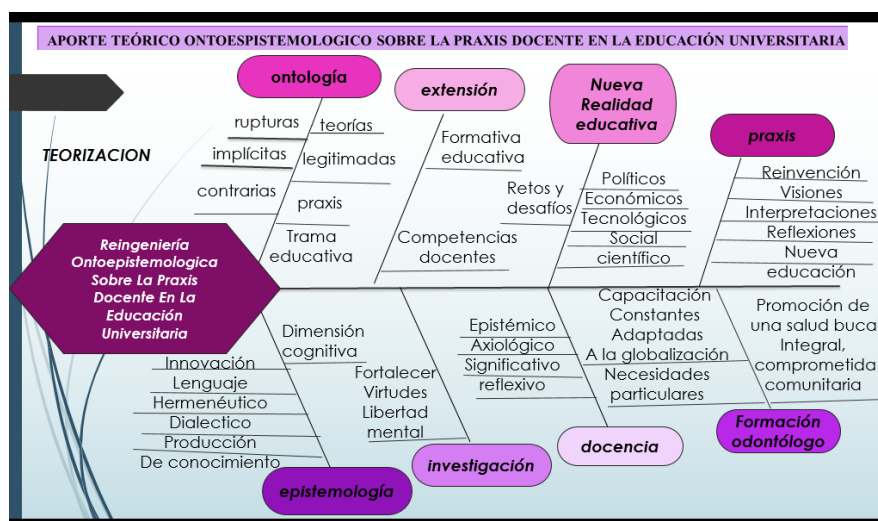 APORTE TEÓRICO ONTOESPISTEMOLOGICO SOBRE LA PRAXIS DOCENTE EN LA EDUCACIÓN UNIVERSITARIA
TEORIZACION
Reingeniería
Ontoepistemologica
Sobre La Praxis
Docente En La
Educación
Universitaria
ontología
rupturas
implícitas
contrarias
teorías
legitimadas
praxis
Trama
educativa
extensión
Formativa
educativa
Competencias
docentes
Nueva
Realidad
educativa
Retos y
desafíos
Políticos
Económicos
Tecnológicos
Social
científico
praxis
Reinvención
Visiones
Interpretaciones
Reflexiones
Nueva
educación
Innovación
Lenguaje
Hermenéutico
Dialectico
Producción
De conocimiento
Dimensión
cognitiva
epistemología
Fortalecer
Virtudes
Libertad
mental
Epistémico
Axiológico
Significativo
reflexivo
investigación
Capacitación
Constantes
Adaptadas
A la globalización
Necesidades
particulares
docencia
Promoción de
una salud buca
Integral,
comprometida
comunitaria
Formación
odontólogo